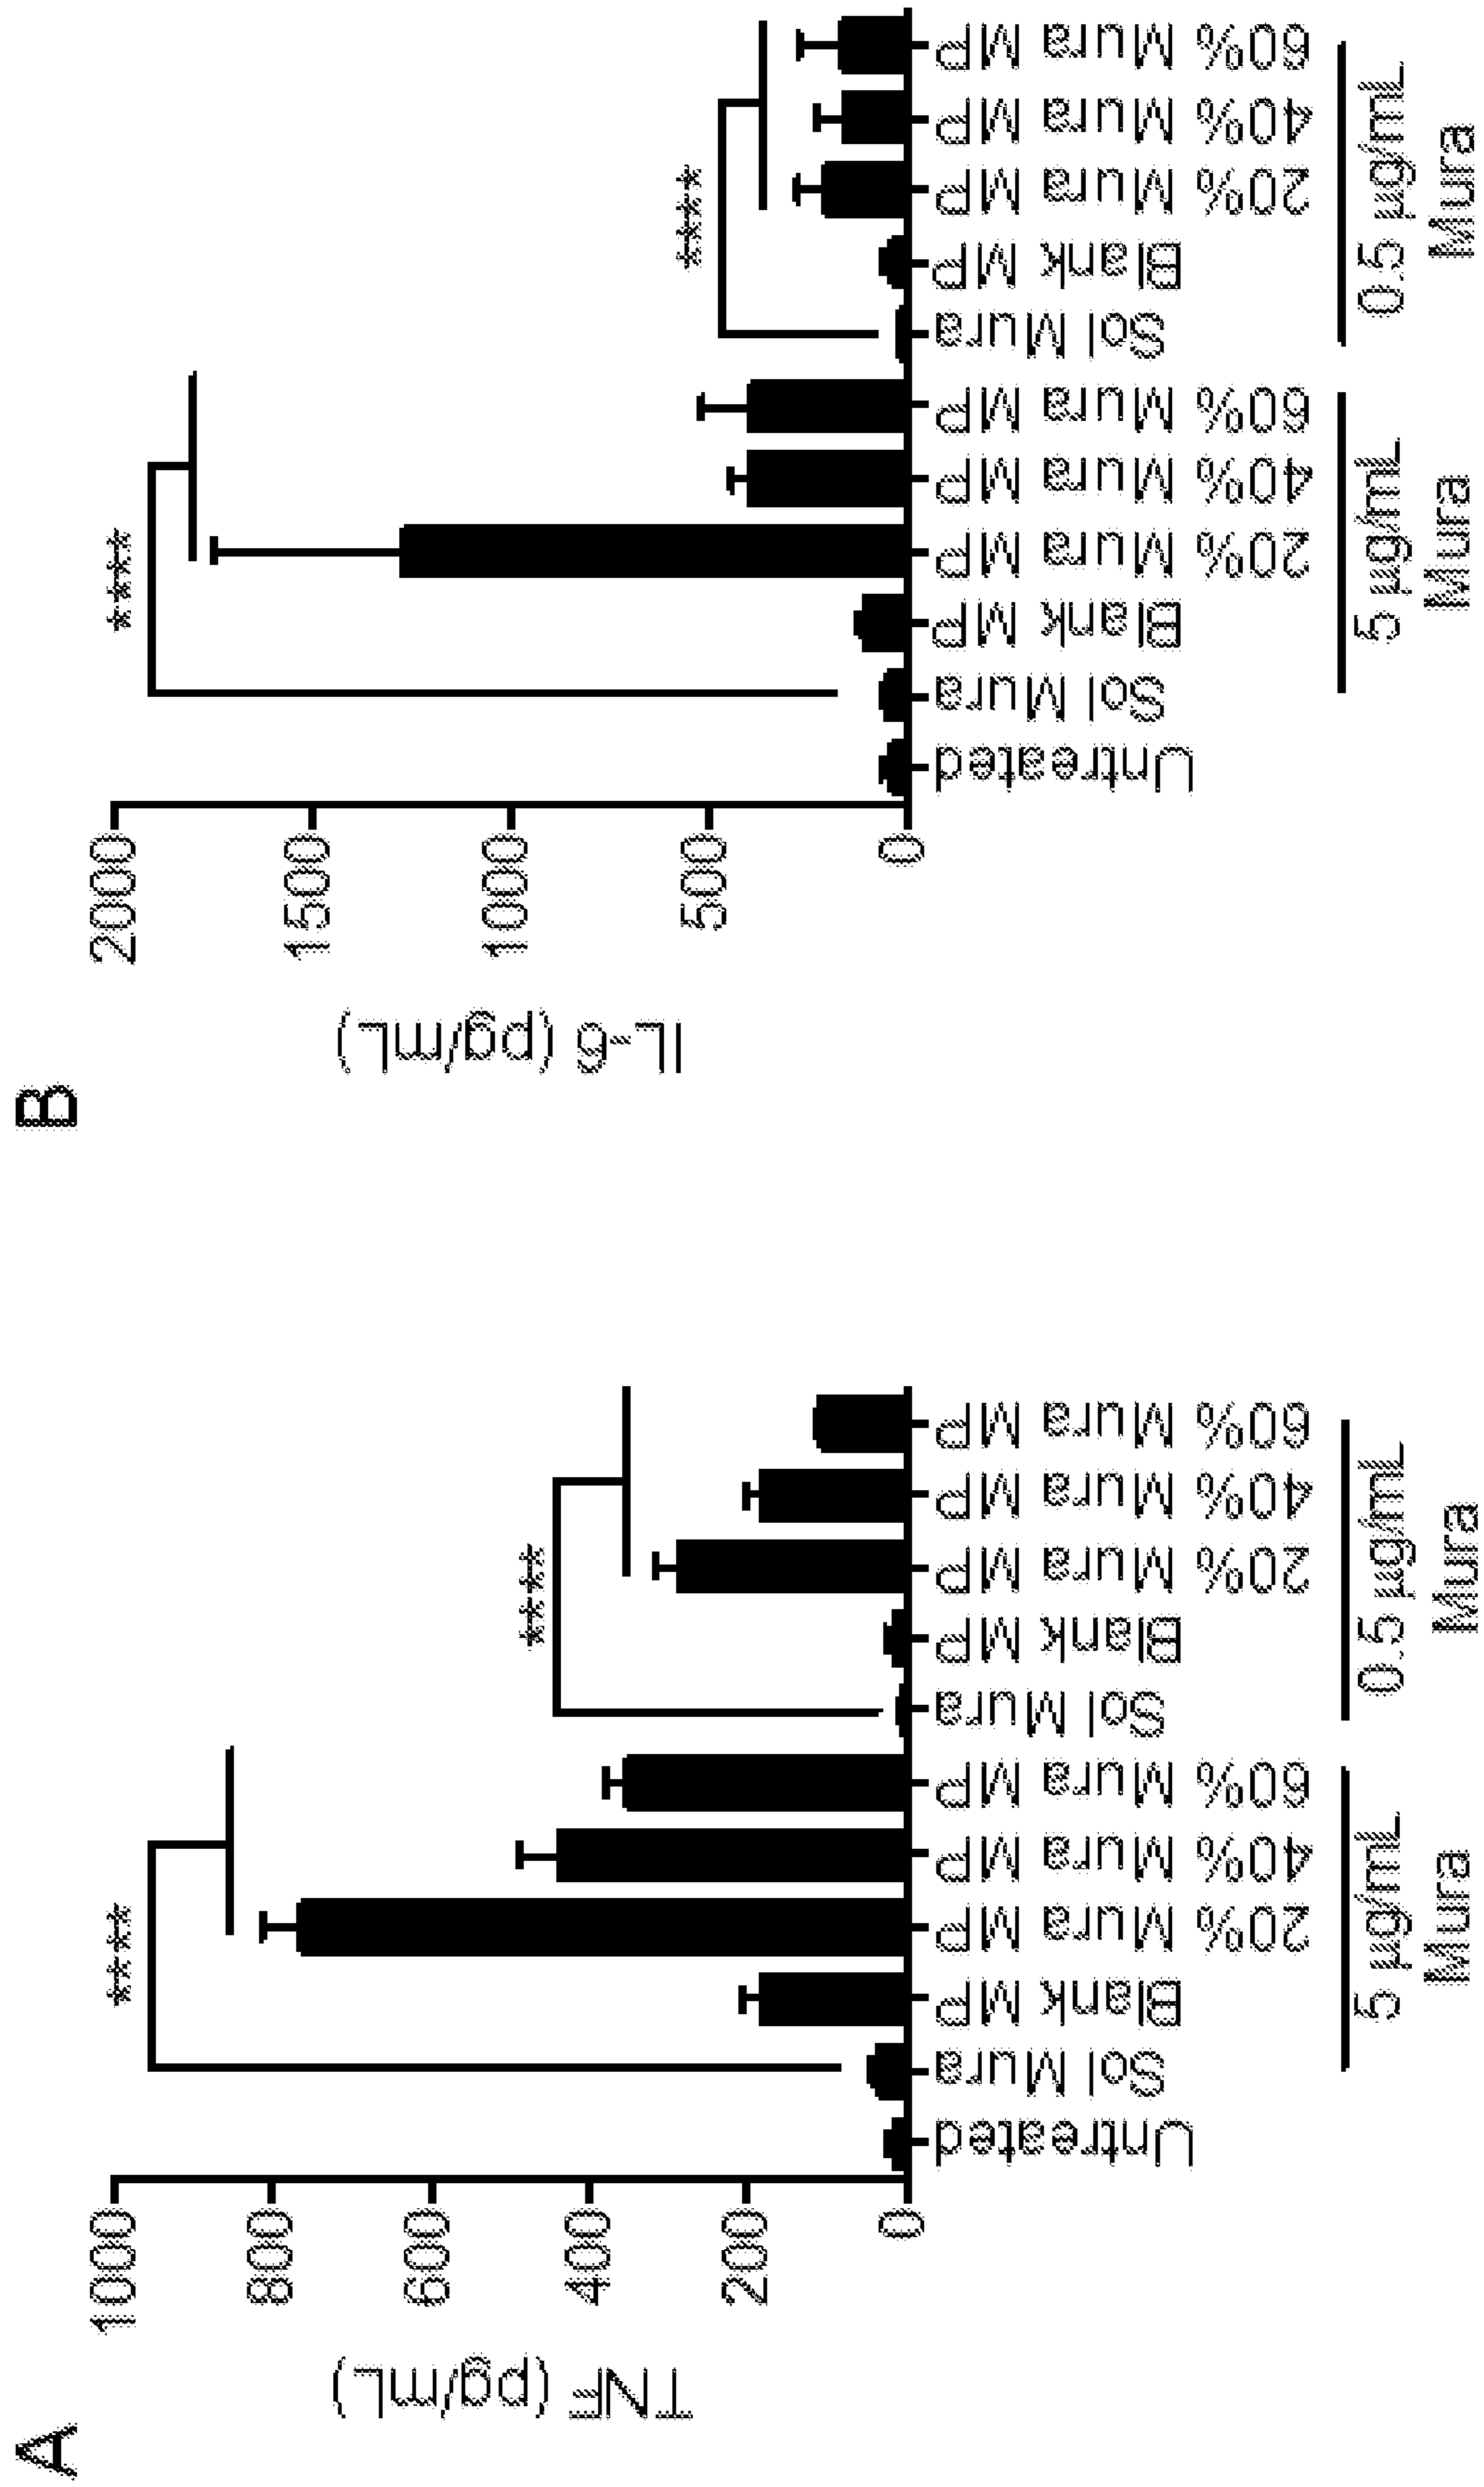 A
TNF (pg/mL)
1000
800
600
400
200
0
****
****
Untreated
Sol Mura
Blank MP
20% Mura MP
40% Mura MP
60% Mura MP
Sol Mura
Blank MP
20% Mura MP
40% Mura MP
60% Mura MP
5 µg/mL
Mura
0.5 µg/mL
Mura
B
IL-6 (pg/mL)
2000
1500
1000
500
0
****
****
Untreated
Sol Mura
Blank MP
20% Mura MP
40% Mura MP
60% Mura MP
Sol Mura
Blank MP
20% Mura MP
40% Mura MP
60% Mura MP
5 µg/mL
Mura
0.5 µg/mL
Mura